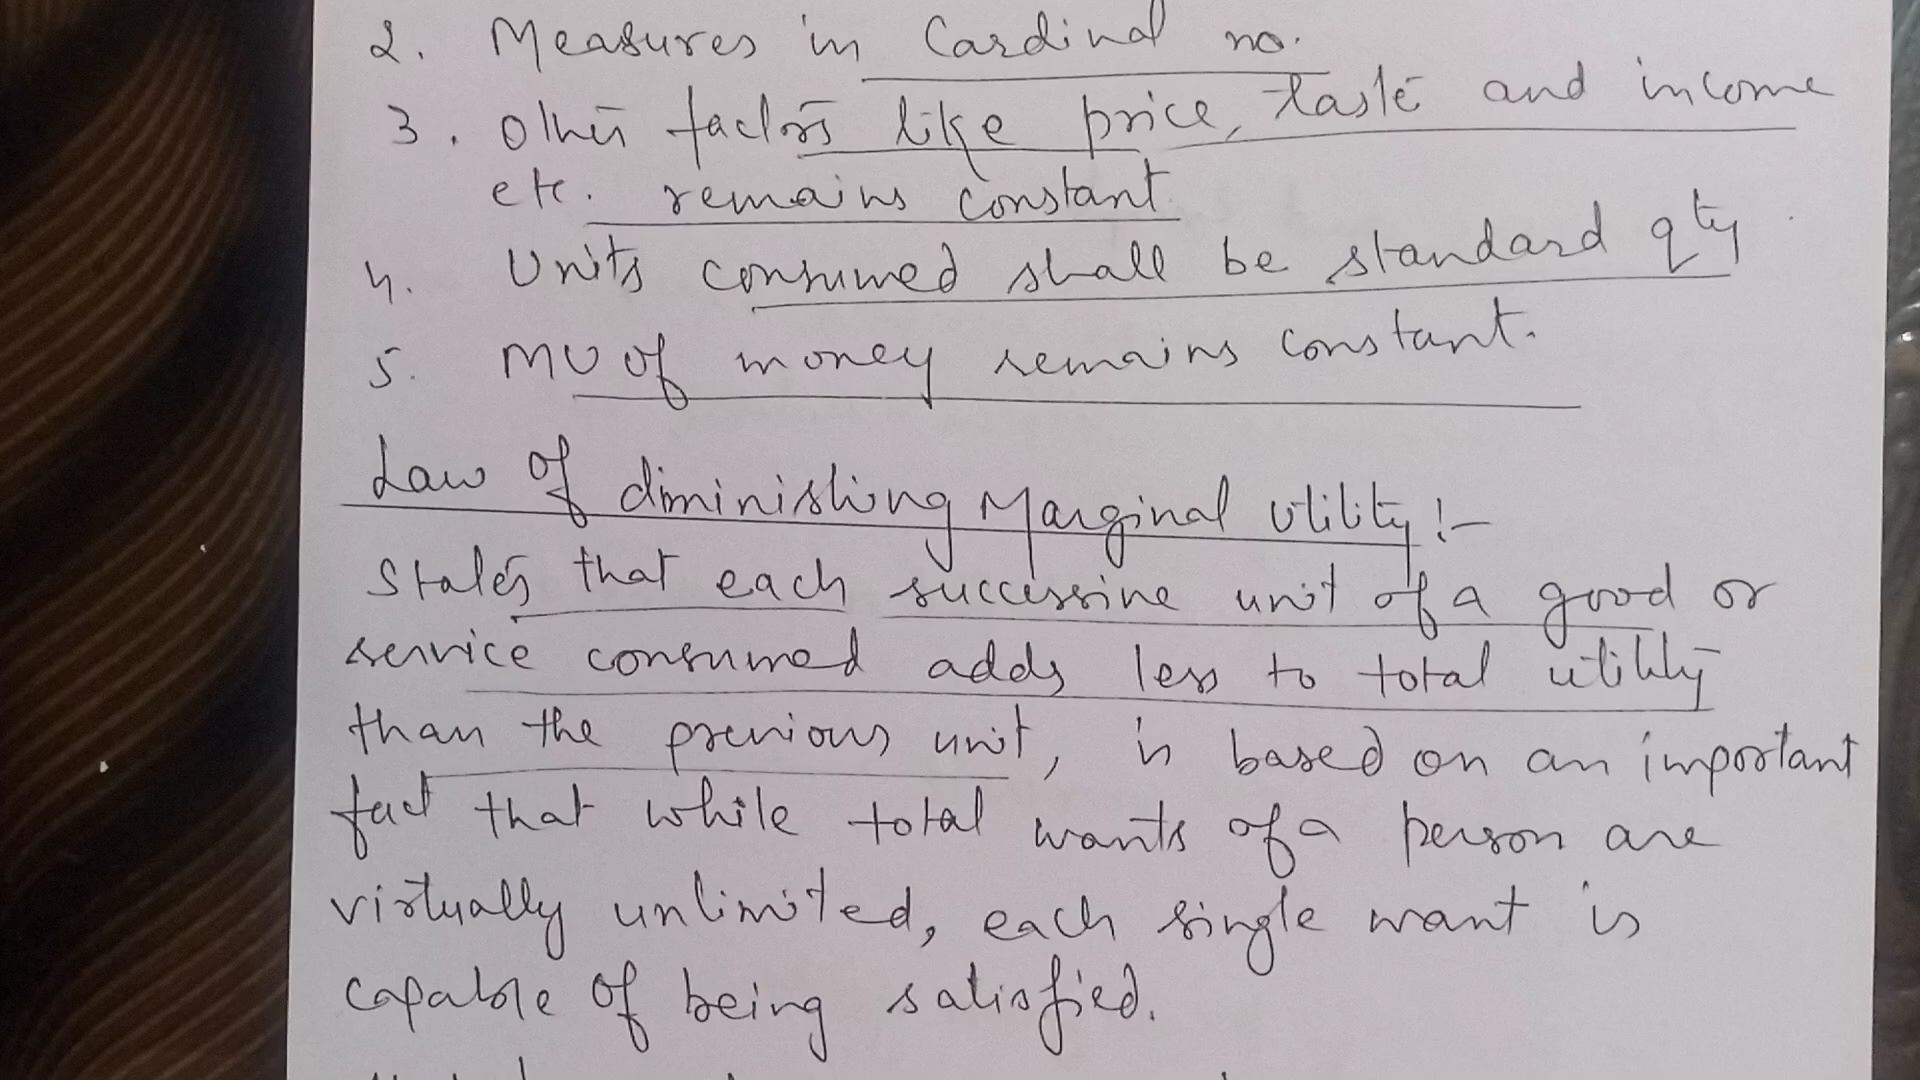 2. Measures in Cardinal no.
3. Other factors like price, taste and income
etc. remains constant
4. Units consumed shall be standard qty
5. MU of money remains constant.
Law of diminishing Marginal utility :-
States that each successive unit of a good or
service consumed adds less to total utility
than the previous unit, is based on an important
fact that while total wants of a person are
virtually unlimited, each single want is
capable of being satisfied.